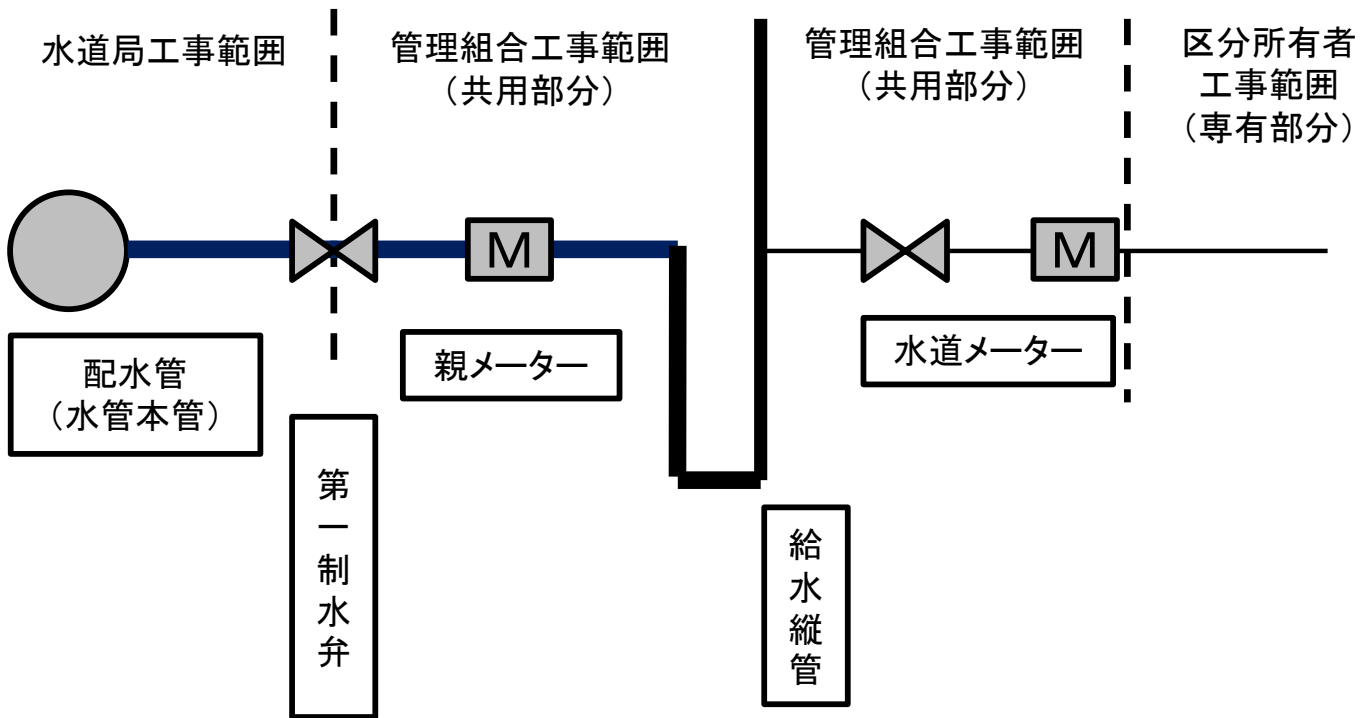 水道局工事範囲
管理組合工事範囲
（共用部分）
管理組合工事範囲
（共用部分）
区分所有者
工事範囲
（専有部分）
M
M
配水管
（水管本管）
親メーター
水道メーター
第一制水弁
給水縦管